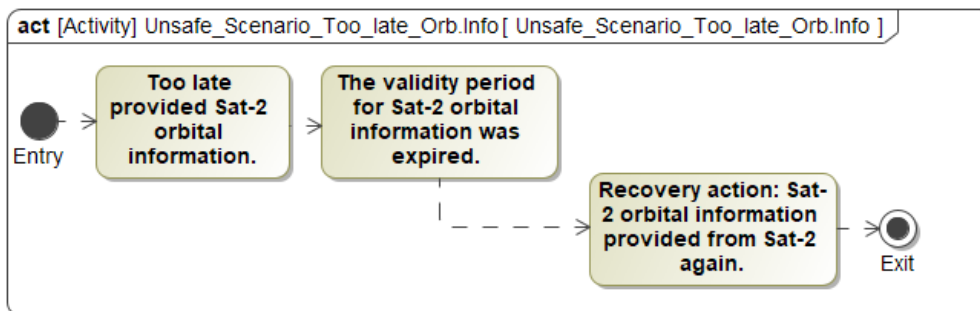 act [Activity] Unsafe_Scenario_Too_late_Orb.Info[ Unsafe_Scenario_Too_late_Orb.Info ]
Too late
provided Sat-2
orbital
information.
The validity period
for Sat-2 orbital
information was
expired.
Entry
Recovery action: Sat-
2 orbital information
provided from Sat-2
again.
Exit